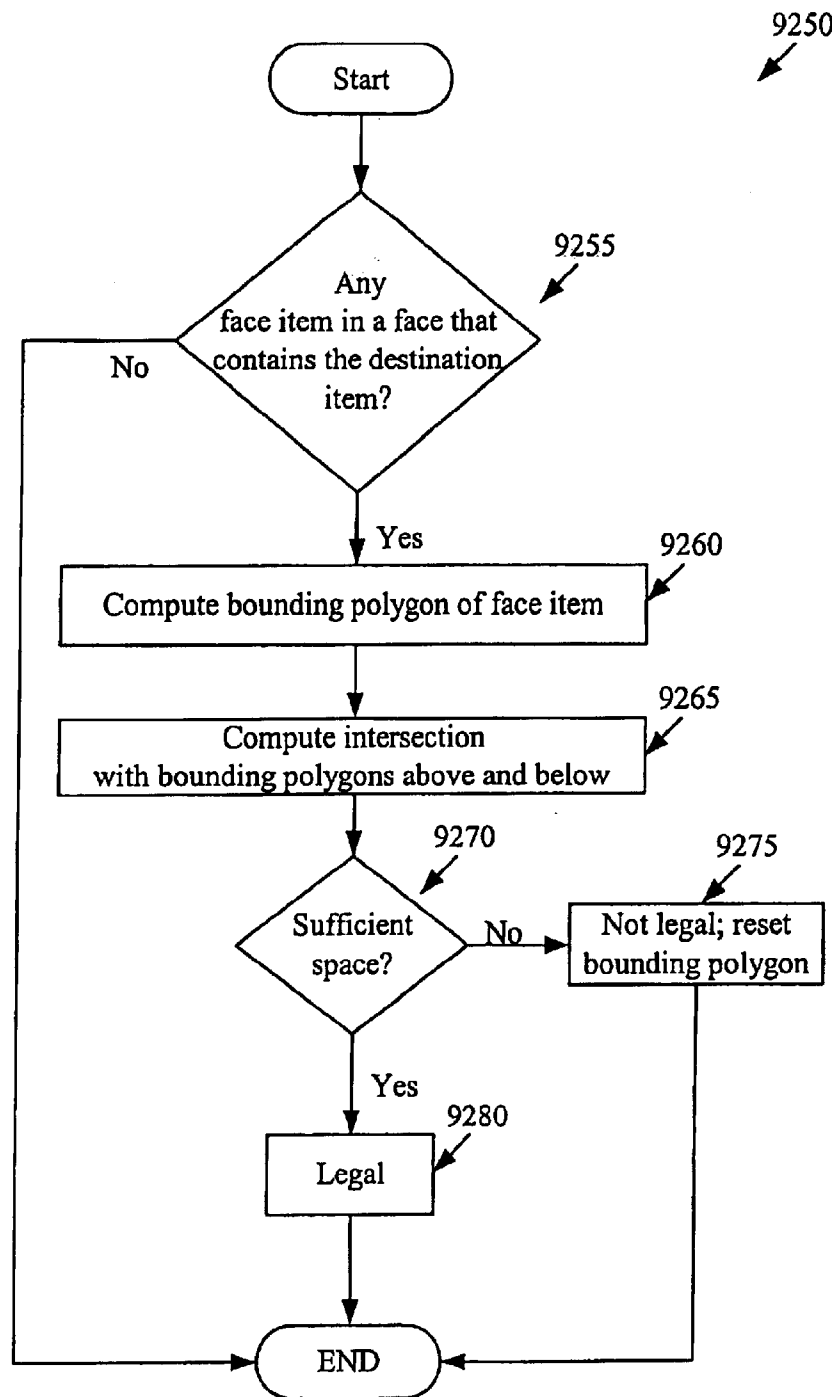 9250
Start
9255
Any
face item in a face that
contains the destination
item?
No
Yes
9260
Compute bounding polygon of face item
9265
Compute intersection
with bounding polygons above and below
9270
9275
Sufficient
space?
No
Not legal; reset
bounding polygon
Yes
9280
Legal
END